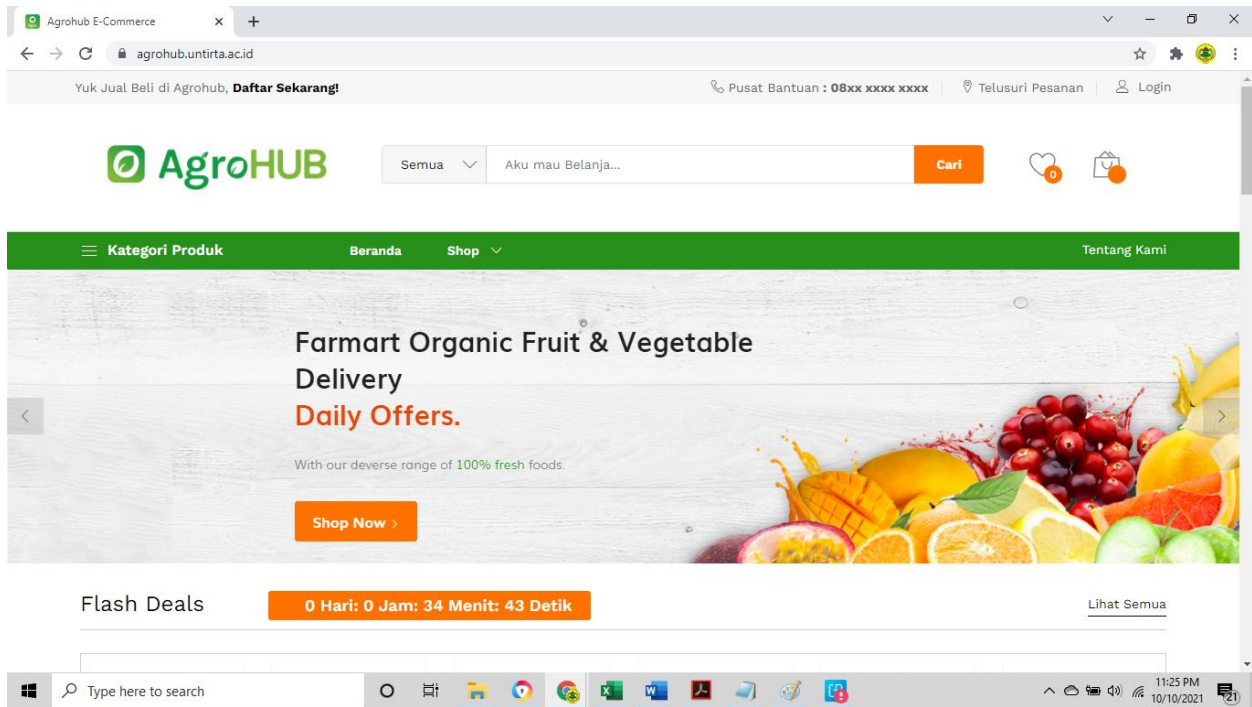 Agrohub E-Commerce
agrohub.untirta.ac.id
Yuk Jual Beli di Agrohub, Daftar Sekarang!
Pusat Bantuan : 08xx xxxx xxxx
Telusuri Pesanan
Login
AgroHUB
Semua
Aku mau Belanja...
Cari
0
Kategori Produk
Beranda
Shop
Tentang Kami
Farmart Organic Fruit & Vegetable
Delivery
Daily Offers.
With our deverse range of 100% fresh foods.
Shop Now >
Flash Deals
0 Hari: 0 Jam: 34 Menit: 43 Detik
Lihat Semua
Type here to search
11:25 PM
10/10/2021
21